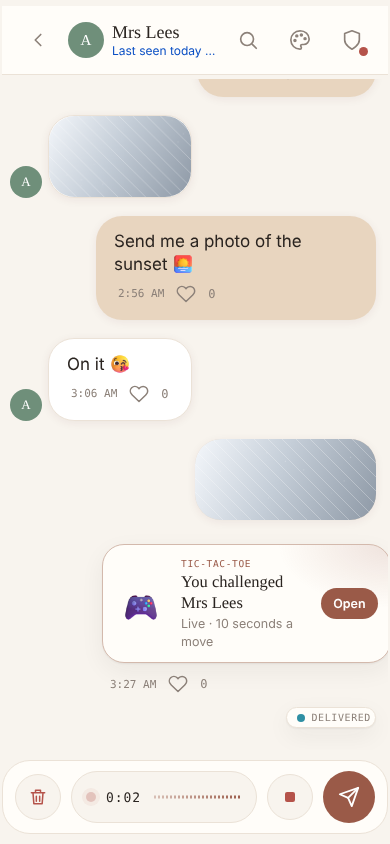 A
Mrs Lees
Last seen today ...
A
Send me a photo of the
sunset 🌅
2:56 AM 0
On it 😘
3:06 AM 0
A
TIC-TAC-TOE
You challenged
Mrs Lees
Live · 10 seconds a
move
Open
3:27 AM 0
DELIVERED
0:02